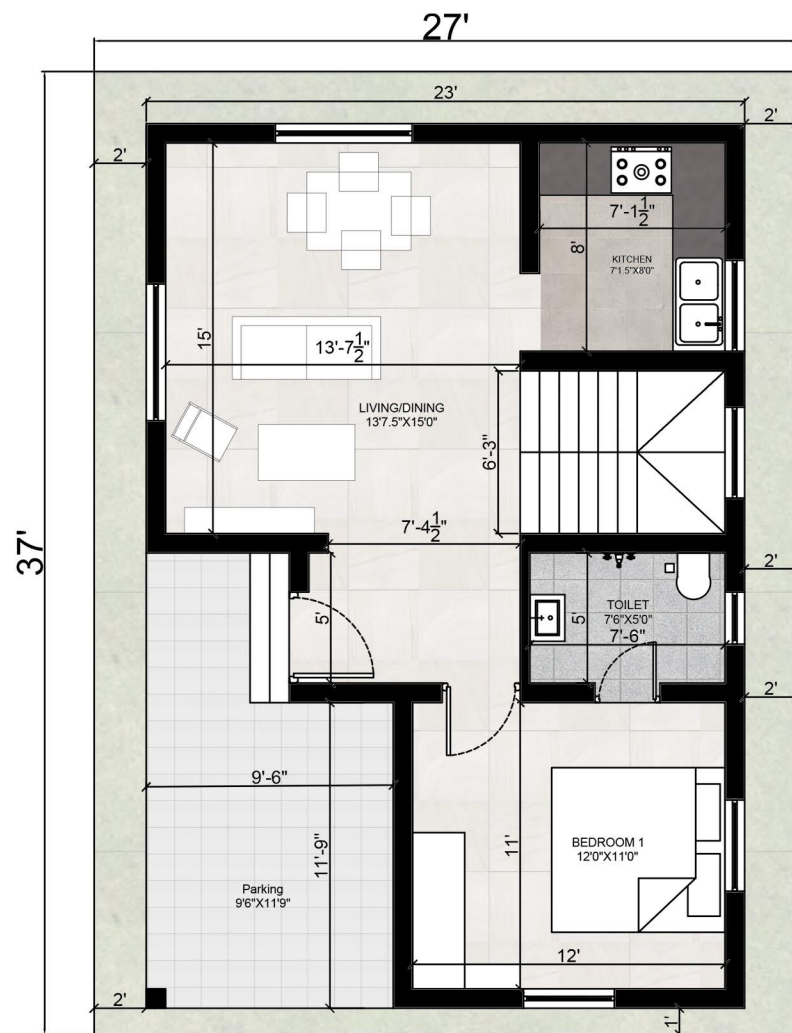 27'
23'
2'
2'
7'-1½"
8'
KITCHEN
7'1.5"X8'0"
15'
13'-7½"
LIVING/DINING
13'7.5"X15'0"
6'-3"
7'-4½"
37'
2'
5'
5'
TOILET
7'6"X5'0"
7'-6"
2'
9'-6"
11'-9"
11'
BEDROOM 1
12'0"X11'0"
Parking
9'6"X11'9"
12'
2'
1'